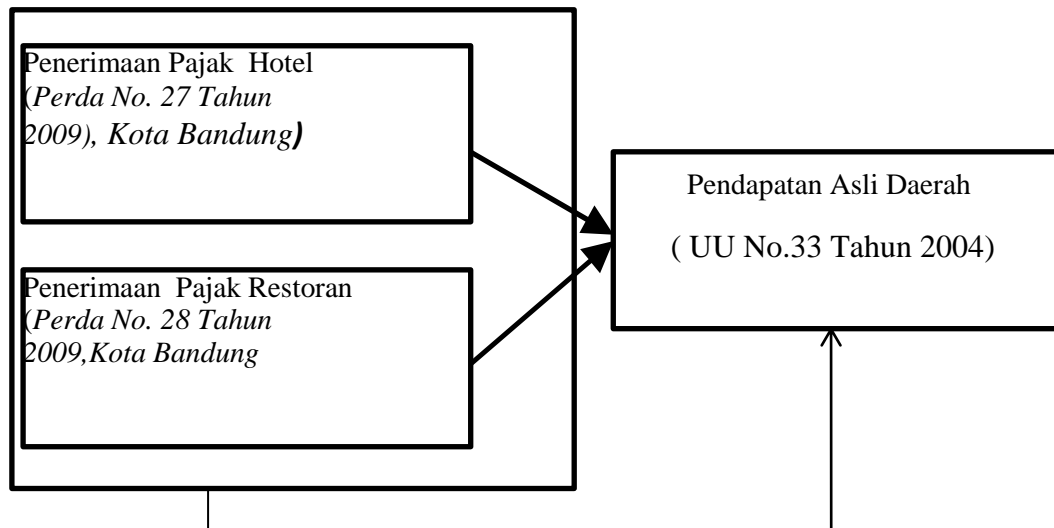 Penerimaan Pajak Hotel
(Perda No. 27 Tahun
2009), Kota Bandung)
Pendapatan Asli Daerah
( UU No.33 Tahun 2004)
Penerimaan Pajak Restoran
(Perda No. 28 Tahun
2009,Kota Bandung